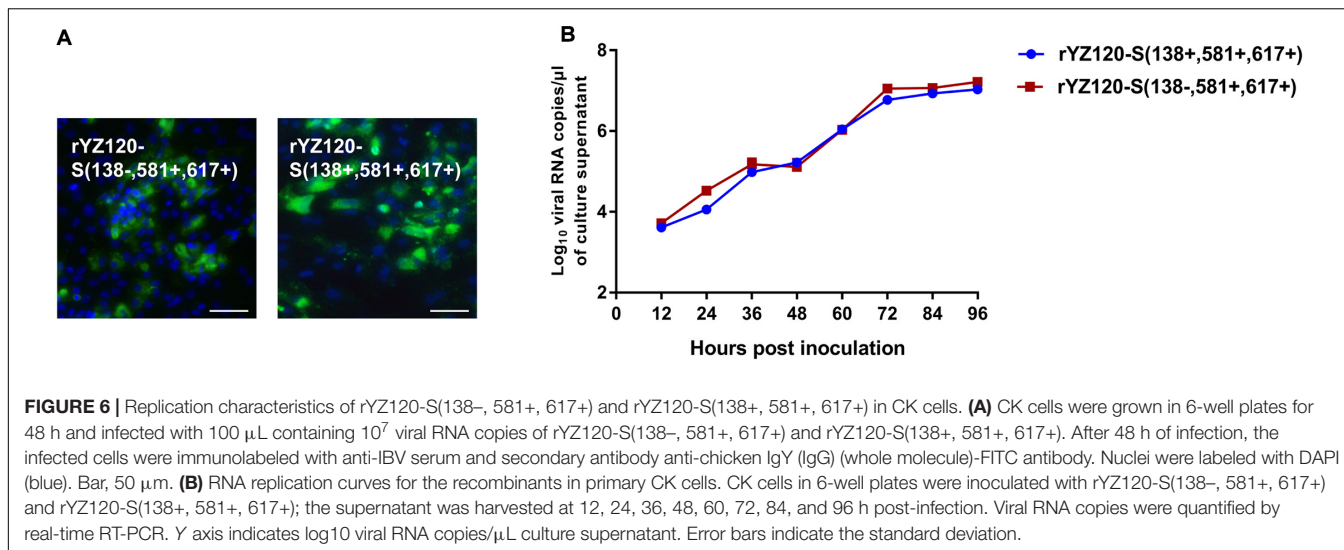 A
rYZ120-
S(138-,581+,617+)
rYZ120-
S(138+,581+,617+)
B
Log₁₀ viral RNA copies/µl
of culture supernatant
8
6
4
2
0 12 24 36 48 60 72 84 96
Hours post inoculation
rYZ120-S(138+,581+,617+)
rYZ120-S(138-,581+,617+)
FIGURE 6 | Replication characteristics of rYZ120-S(138–, 581+, 617+) and rYZ120-S(138+, 581+, 617+) in CK cells. (A) CK cells were grown in 6-well plates for
48 h and infected with 100 µL containing 10⁷ viral RNA copies of rYZ120-S(138–, 581+, 617+) and rYZ120-S(138+, 581+, 617+). After 48 h of infection, the
infected cells were immunolabeled with anti-IBV serum and secondary antibody anti-chicken IgY (IgG) (whole molecule)-FITC antibody. Nuclei were labeled with DAPI
(blue). Bar, 50 µm. (B) RNA replication curves for the recombinants in primary CK cells. CK cells in 6-well plates were inoculated with rYZ120-S(138–, 581+, 617+)
and rYZ120-S(138+, 581+, 617+); the supernatant was harvested at 12, 24, 36, 48, 60, 72, 84, and 96 h post-infection. Viral RNA copies were quantified by
real-time RT-PCR. Y axis indicates log10 viral RNA copies/µL culture supernatant. Error bars indicate the standard deviation.